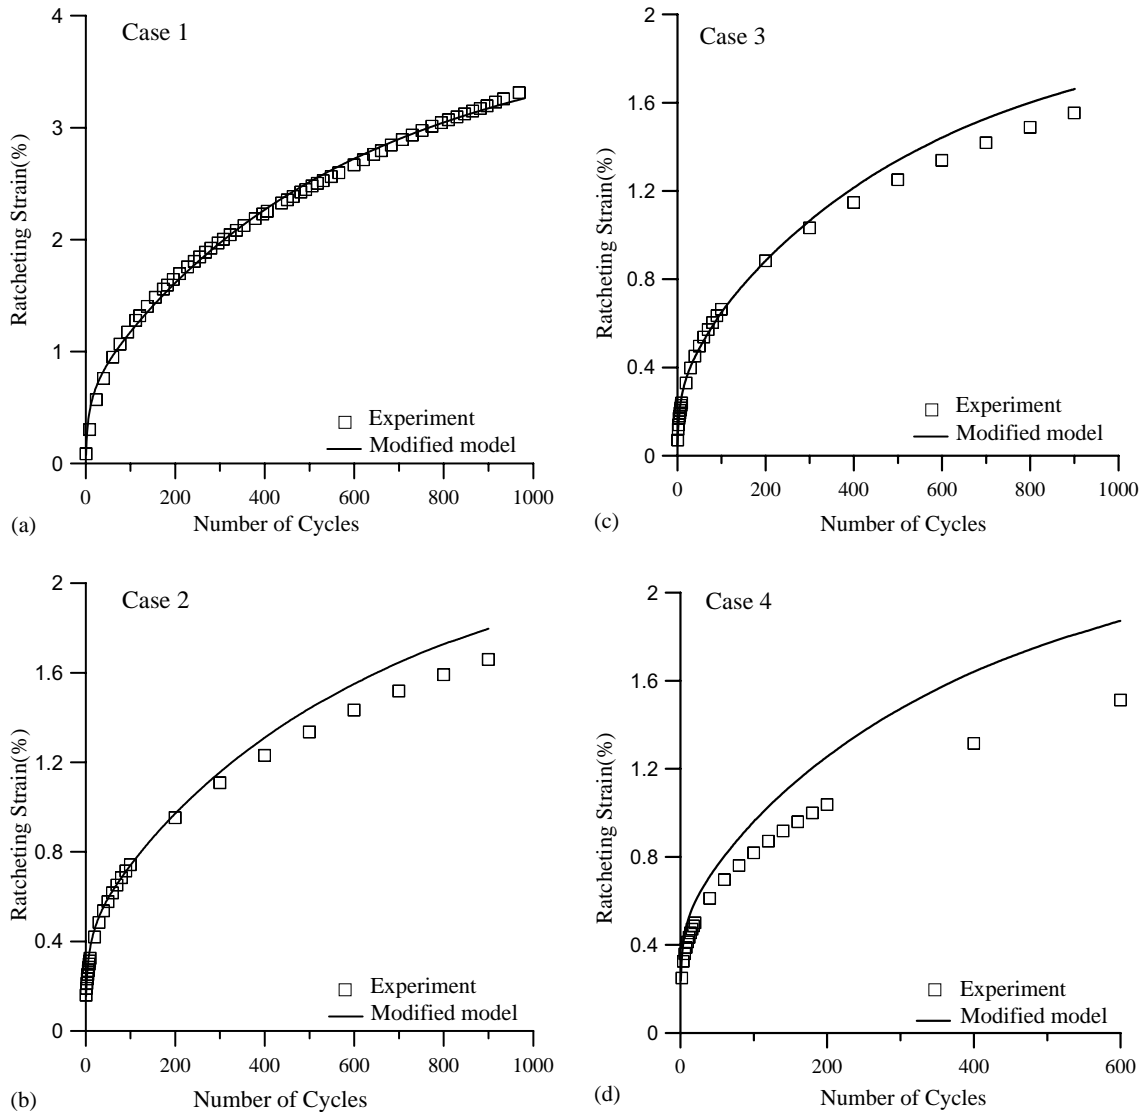 Case 1
4
3
2
1
0
Ratcheting Strain(%)
Experiment
Modified model
0 200 400 600 800 1000
Number of Cycles
(a)
Case 3
2
1.6
1.2
0.8
0.4
0
Ratcheting Strain(%)
Experiment
Modified model
0 200 400 600 800 1000
Number of Cycles
(c)
Case 2
2
1.6
1.2
0.8
0.4
0
Ratcheting Strain(%)
Experiment
Modified model
0 200 400 600 800 1000
Number of Cycles
(b)
Case 4
2
1.6
1.2
0.8
0.4
0
Ratcheting Strain(%)
Experiment
Modified model
0 200 400 600
Number of Cycles
(d)